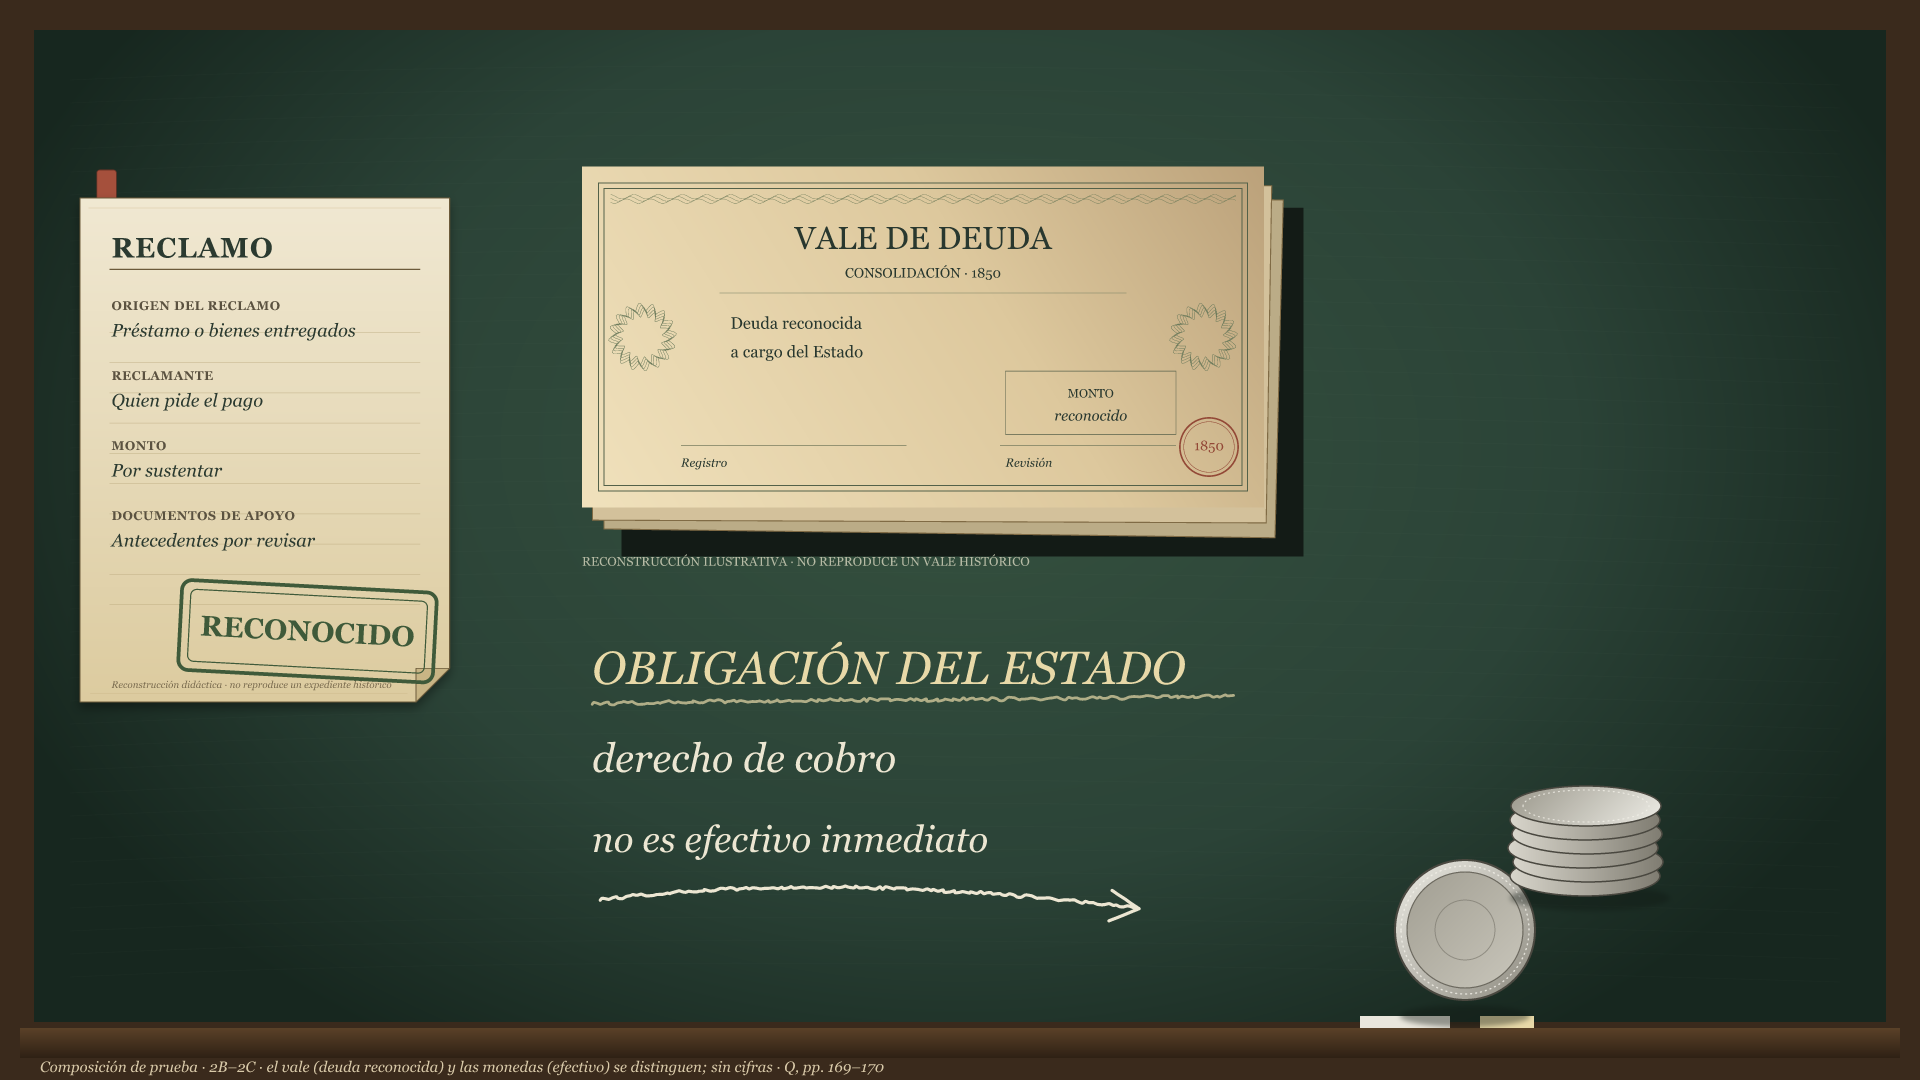 RECLAMO
ORIGEN DEL RECLAMO
Préstamo o bienes entregados
RECLAMANTE
Quien pide el pago
MONTO
Por sustentar
DOCUMENTOS DE APOYO
Antecedentes por revisar
RECONOCIDO
Reconstrucción didáctica · no reproduce un expediente histórico
VALE DE DEUDA
CONSOLIDACIÓN · 1850
Deuda reconocida
a cargo del Estado
MONTO
reconocido
1850
Registro
Revisión
RECONSTRUCCIÓN ILUSTRATIVA · NO REPRODUCE UN VALE HISTÓRICO
OBLIGACIÓN DEL ESTADO
derecho de cobro
no es efectivo inmediato
Composición de prueba · 2B–2C · el vale (deuda reconocida) y las monedas (efectivo) se distinguen; sin cifras · Q, pp. 169–170